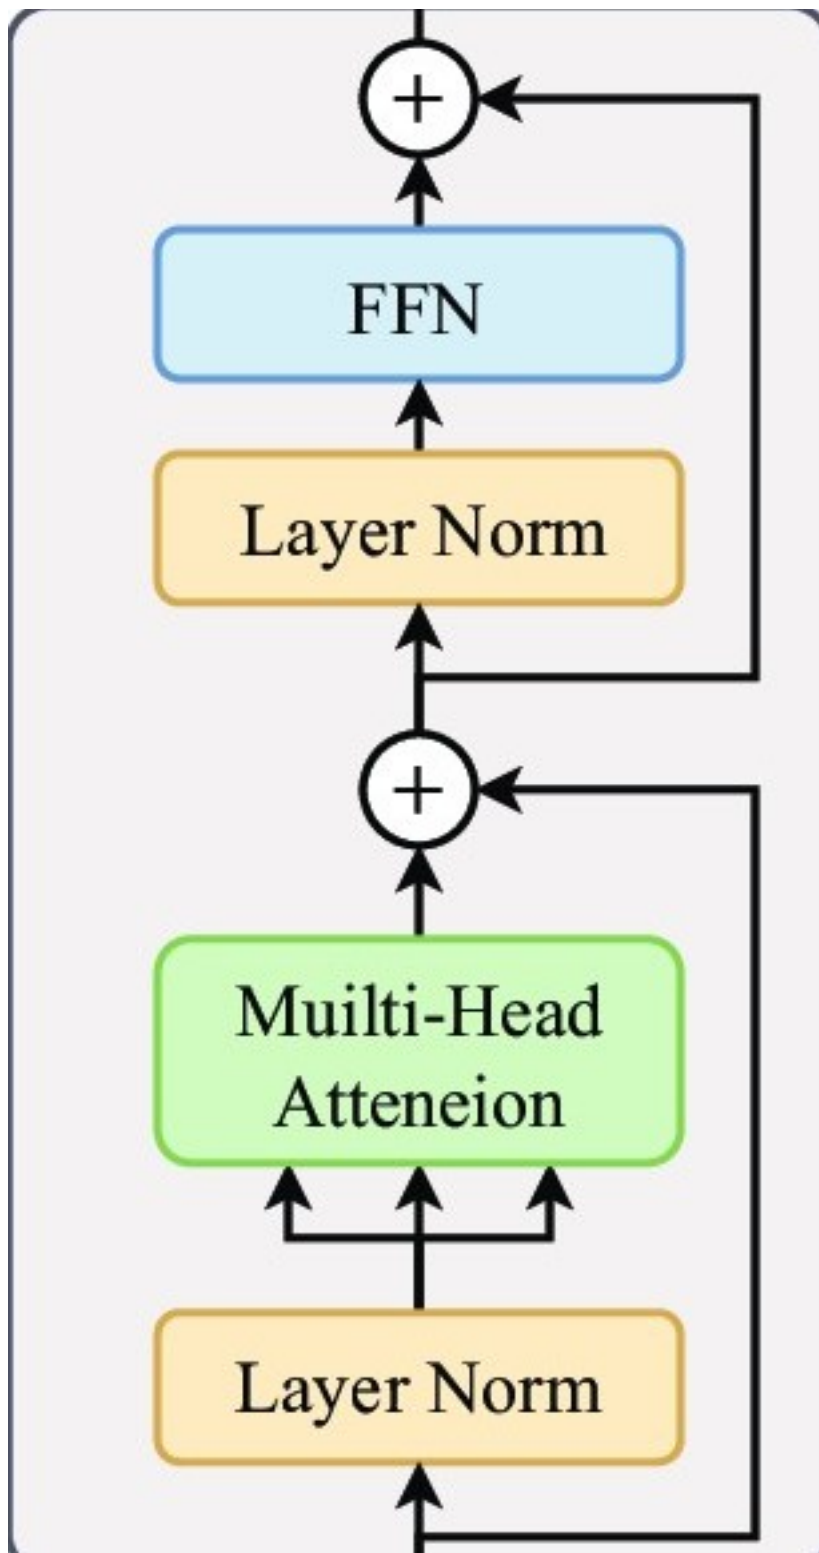 +
FFN
Layer Norm
+
Muilti-Head
Atteneion
Layer Norm